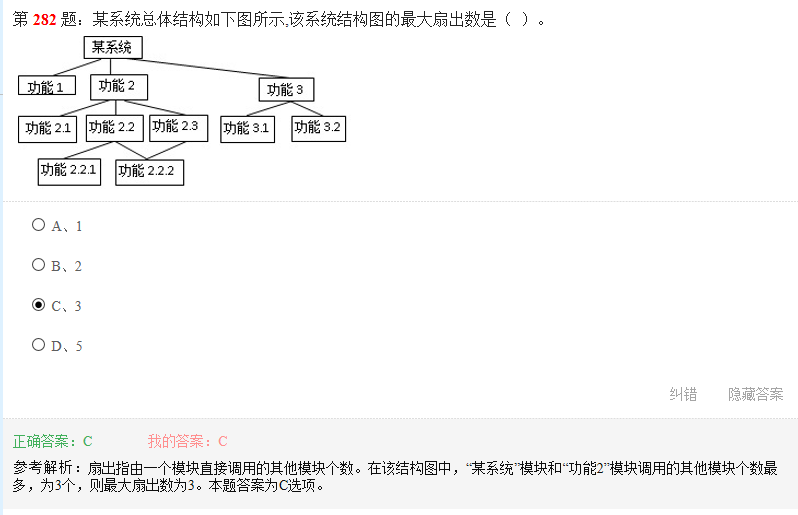 第 282 题：某系统总体结构如下图所示,该系统结构图的最大扇出数是（ ）。
某系统
功能 1
功能 2
功能 3
功能 2.1
功能 2.2
功能 2.3
功能 3.1
功能 3.2
功能 2.2.1
功能 2.2.2
A、1
B、2
C、3
D、5
纠错 隐藏答案
正确答案：C 我的答案：C
参考解析：扇出指由一个模块直接调用的其他模块个数。在该结构图中，“某系统”模块和“功能2”模块调用的其他模块个数最
多，为3个，则最大扇出数为3。本题答案为C选项。